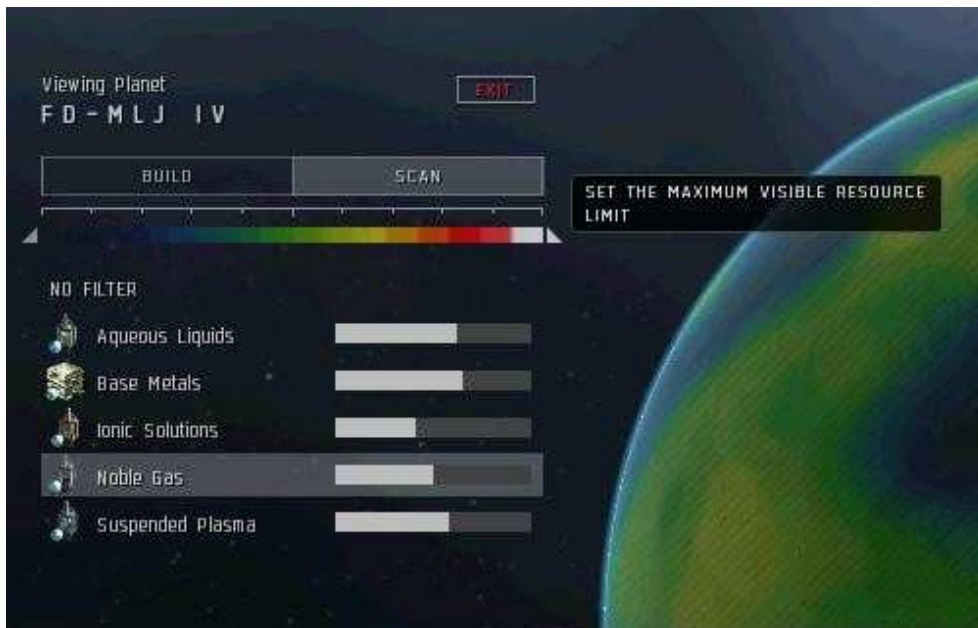 Viewing Planet
EXIT
FD-MLJ IV
BUILD SCAN
SET THE MAXIMUM VISIBLE RESOURCE
LIMIT
NO FILTER
Aqueous Liquids
Base Metals
Ionic Solutions
Noble Gas
Suspended Plasma